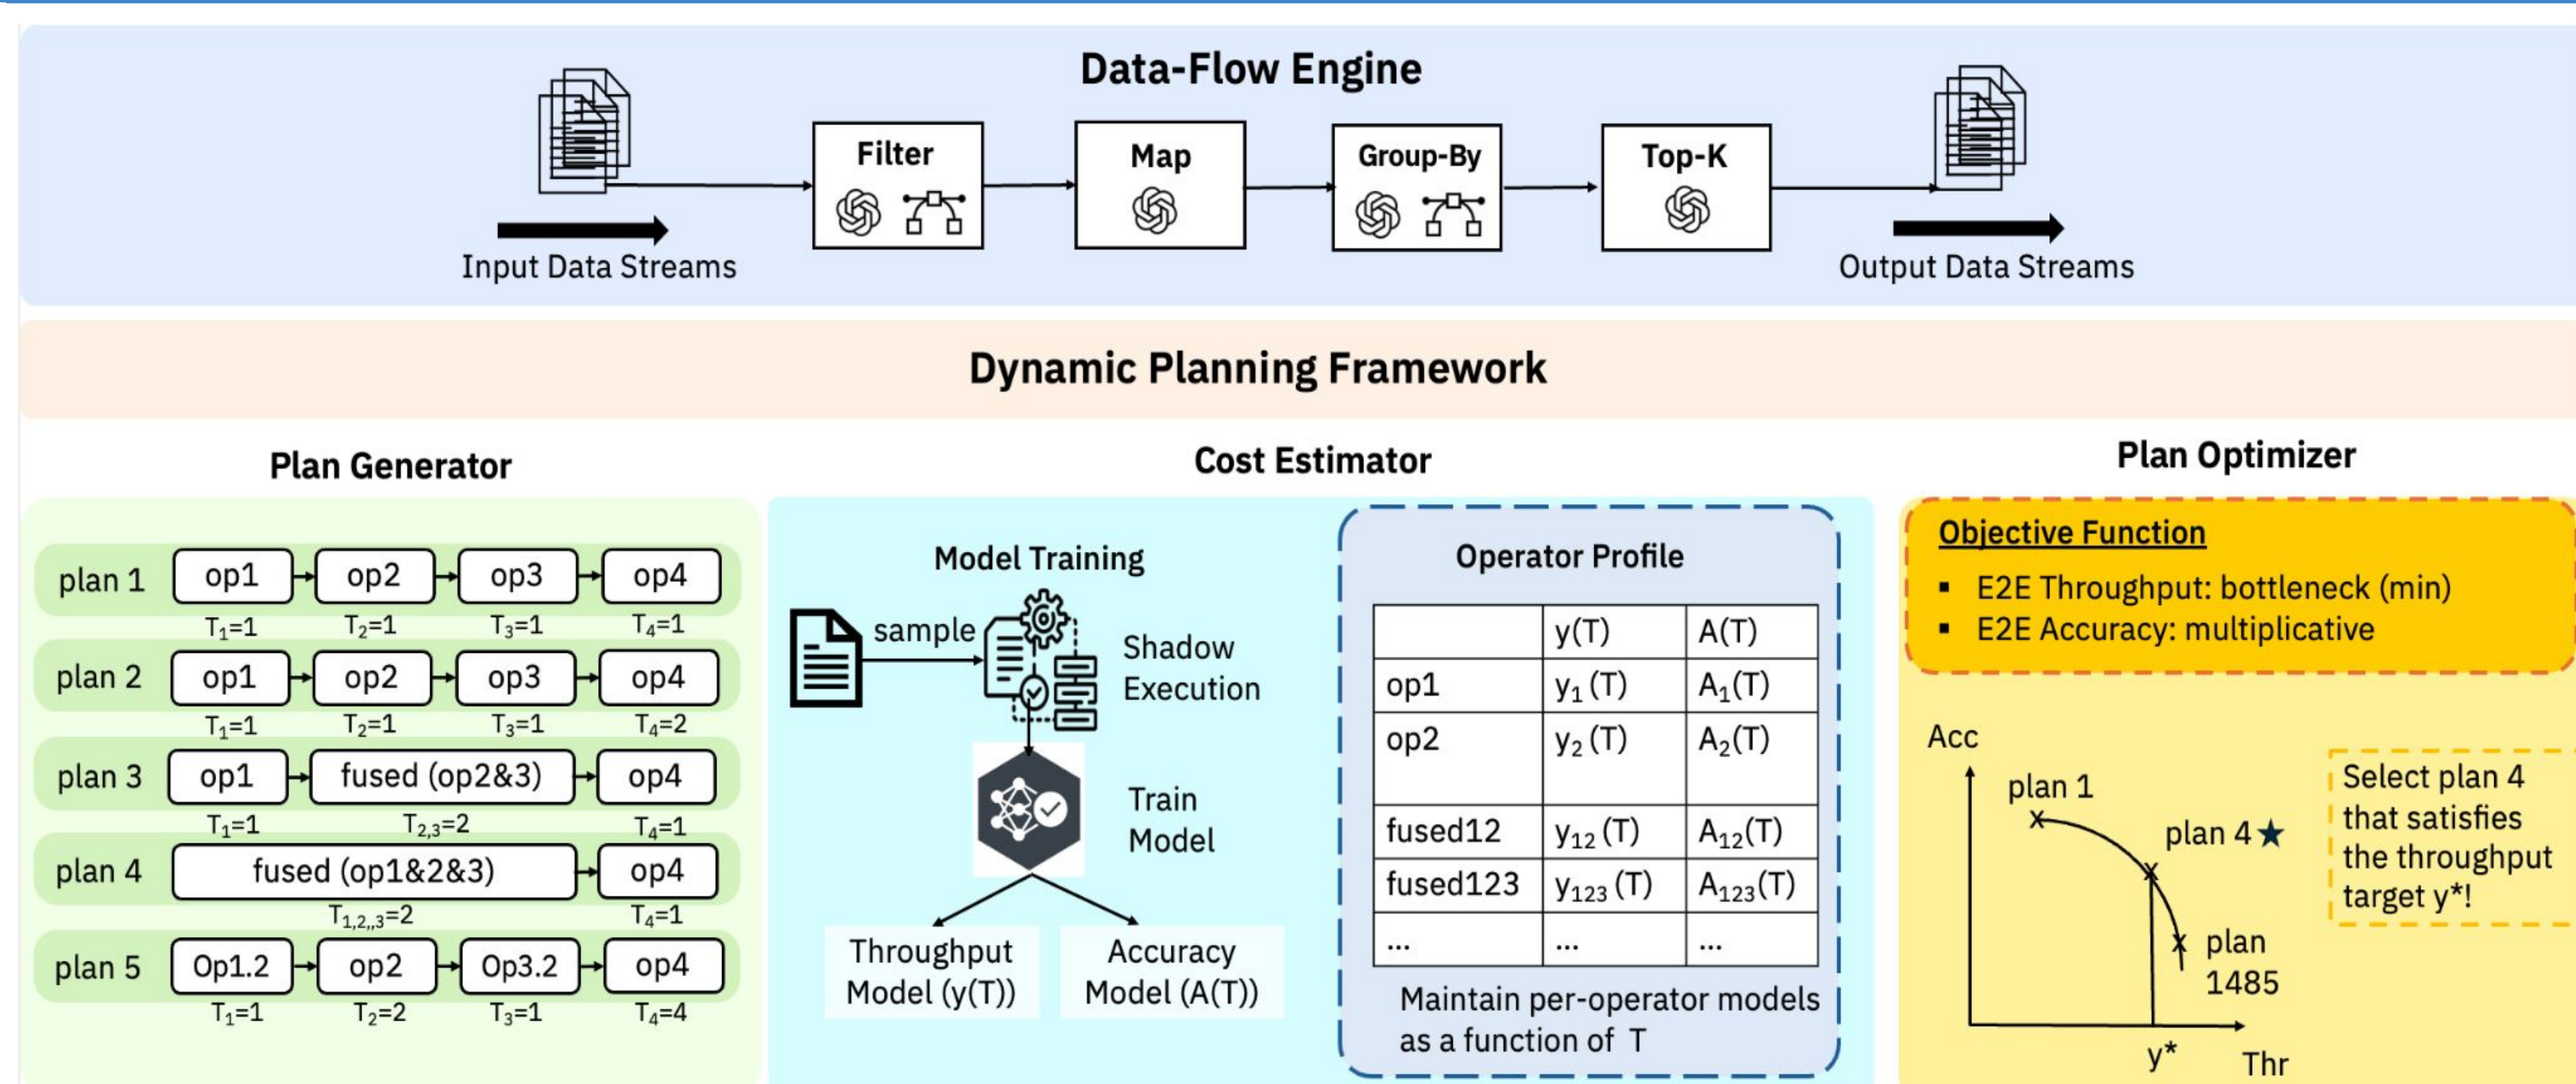 Data-Flow Engine
Filter
Map
Group-By
Top-K
Input Data Streams
Output Data Streams
Dynamic Planning Framework
Plan Generator
plan 1
op1
op2
op3
op4
T₁=1
T₂=1
T₃=1
T₄=1
plan 2
op1
op2
op3
op4
T₁=1
T₂=1
T₃=1
T₄=2
plan 3
op1
fused (op2&3)
op4
T₁=1
T₂,₃=2
T₄=1
plan 4
fused (op1&2&3)
op4
T₁,₂,,₃=2
T₄=1
plan 5
Op1.2
op2
Op3.2
op4
T₁=1
T₂=2
T₃=1
T₄=4
Cost Estimator
Model Training
sample
Shadow
Execution
Train
Model
Throughput
Model (y(T))
Accuracy
Model (A(T))
Operator Profile
y(T) A(T)
op1 y₁ (T) A₁(T)
op2 y₂ (T) A₂(T)
fused12 y₁₂ (T) A₁₂(T)
fused123 y₁₂₃ (T) A₁₂₃(T)
... ... ...
Maintain per-operator models
as a function of T
Plan Optimizer
Objective Function
▪ E2E Throughput: bottleneck (min)
▪ E2E Accuracy: multiplicative
Acc
plan 1
plan 4★
plan
1485
y*
Thr
Select plan 4
that satisfies
the throughput
target y*!